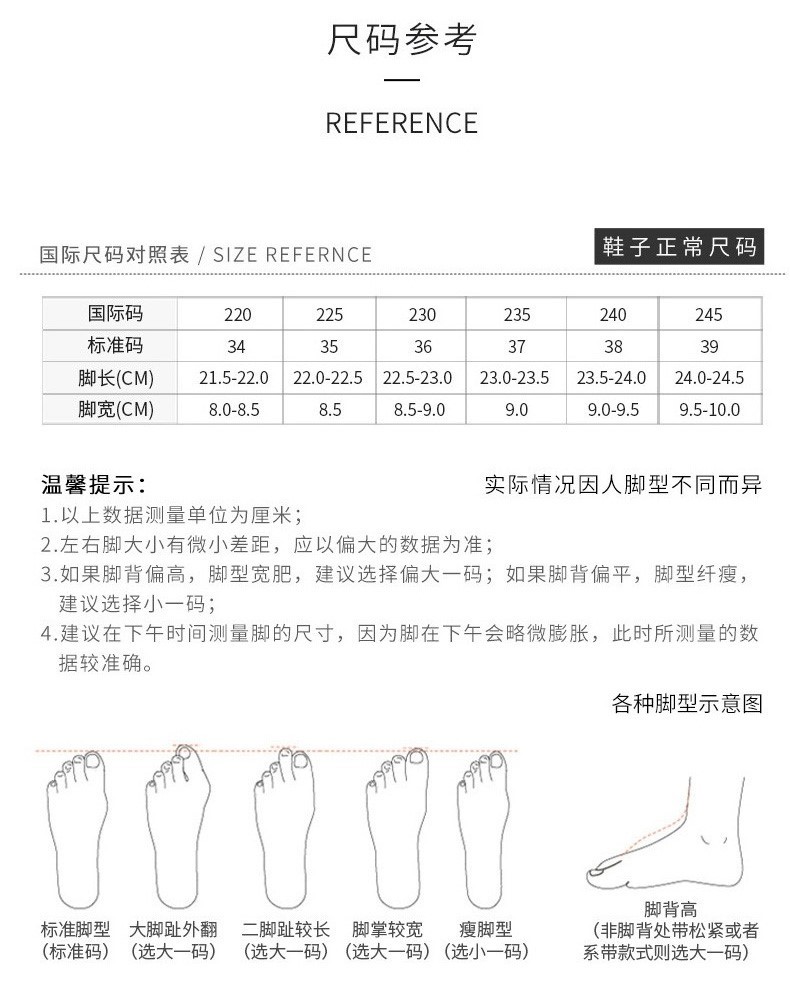 尺码参考
REFERENCE
国际尺码对照表 / SIZE REFERNCE
鞋子正常尺码
国际码 220 225 230 235 240 245
标准码 34 35 36 37 38 39
脚长(CM) 21.5-22.0 22.0-22.5 22.5-23.0 23.0-23.5 23.5-24.0 24.0-24.5
脚宽(CM) 8.0-8.5 8.5 8.5-9.0 9.0 9.0-9.5 9.5-10.0
温馨提示：
实际情况因人脚型不同而异
1.以上数据测量单位为厘米；
2.左右脚大小有微小差距，应以偏大的数据为准；
3.如果脚背偏高，脚型宽肥，建议选择偏大一码；如果脚背偏平，脚型纤瘦，
建议选择小一码；
4.建议在下午时间测量脚的尺寸，因为脚在下午会略微膨胀，此时所测量的数
据较准确。
各种脚型示意图
标准脚型
（标准码）
大脚趾外翻
（选大一码）
二脚趾较长
（选大一码）
脚掌较宽
（选大一码）
瘦脚型
（选小一码）
脚背高
（非脚背处带松紧或者
系带款式则选大一码）